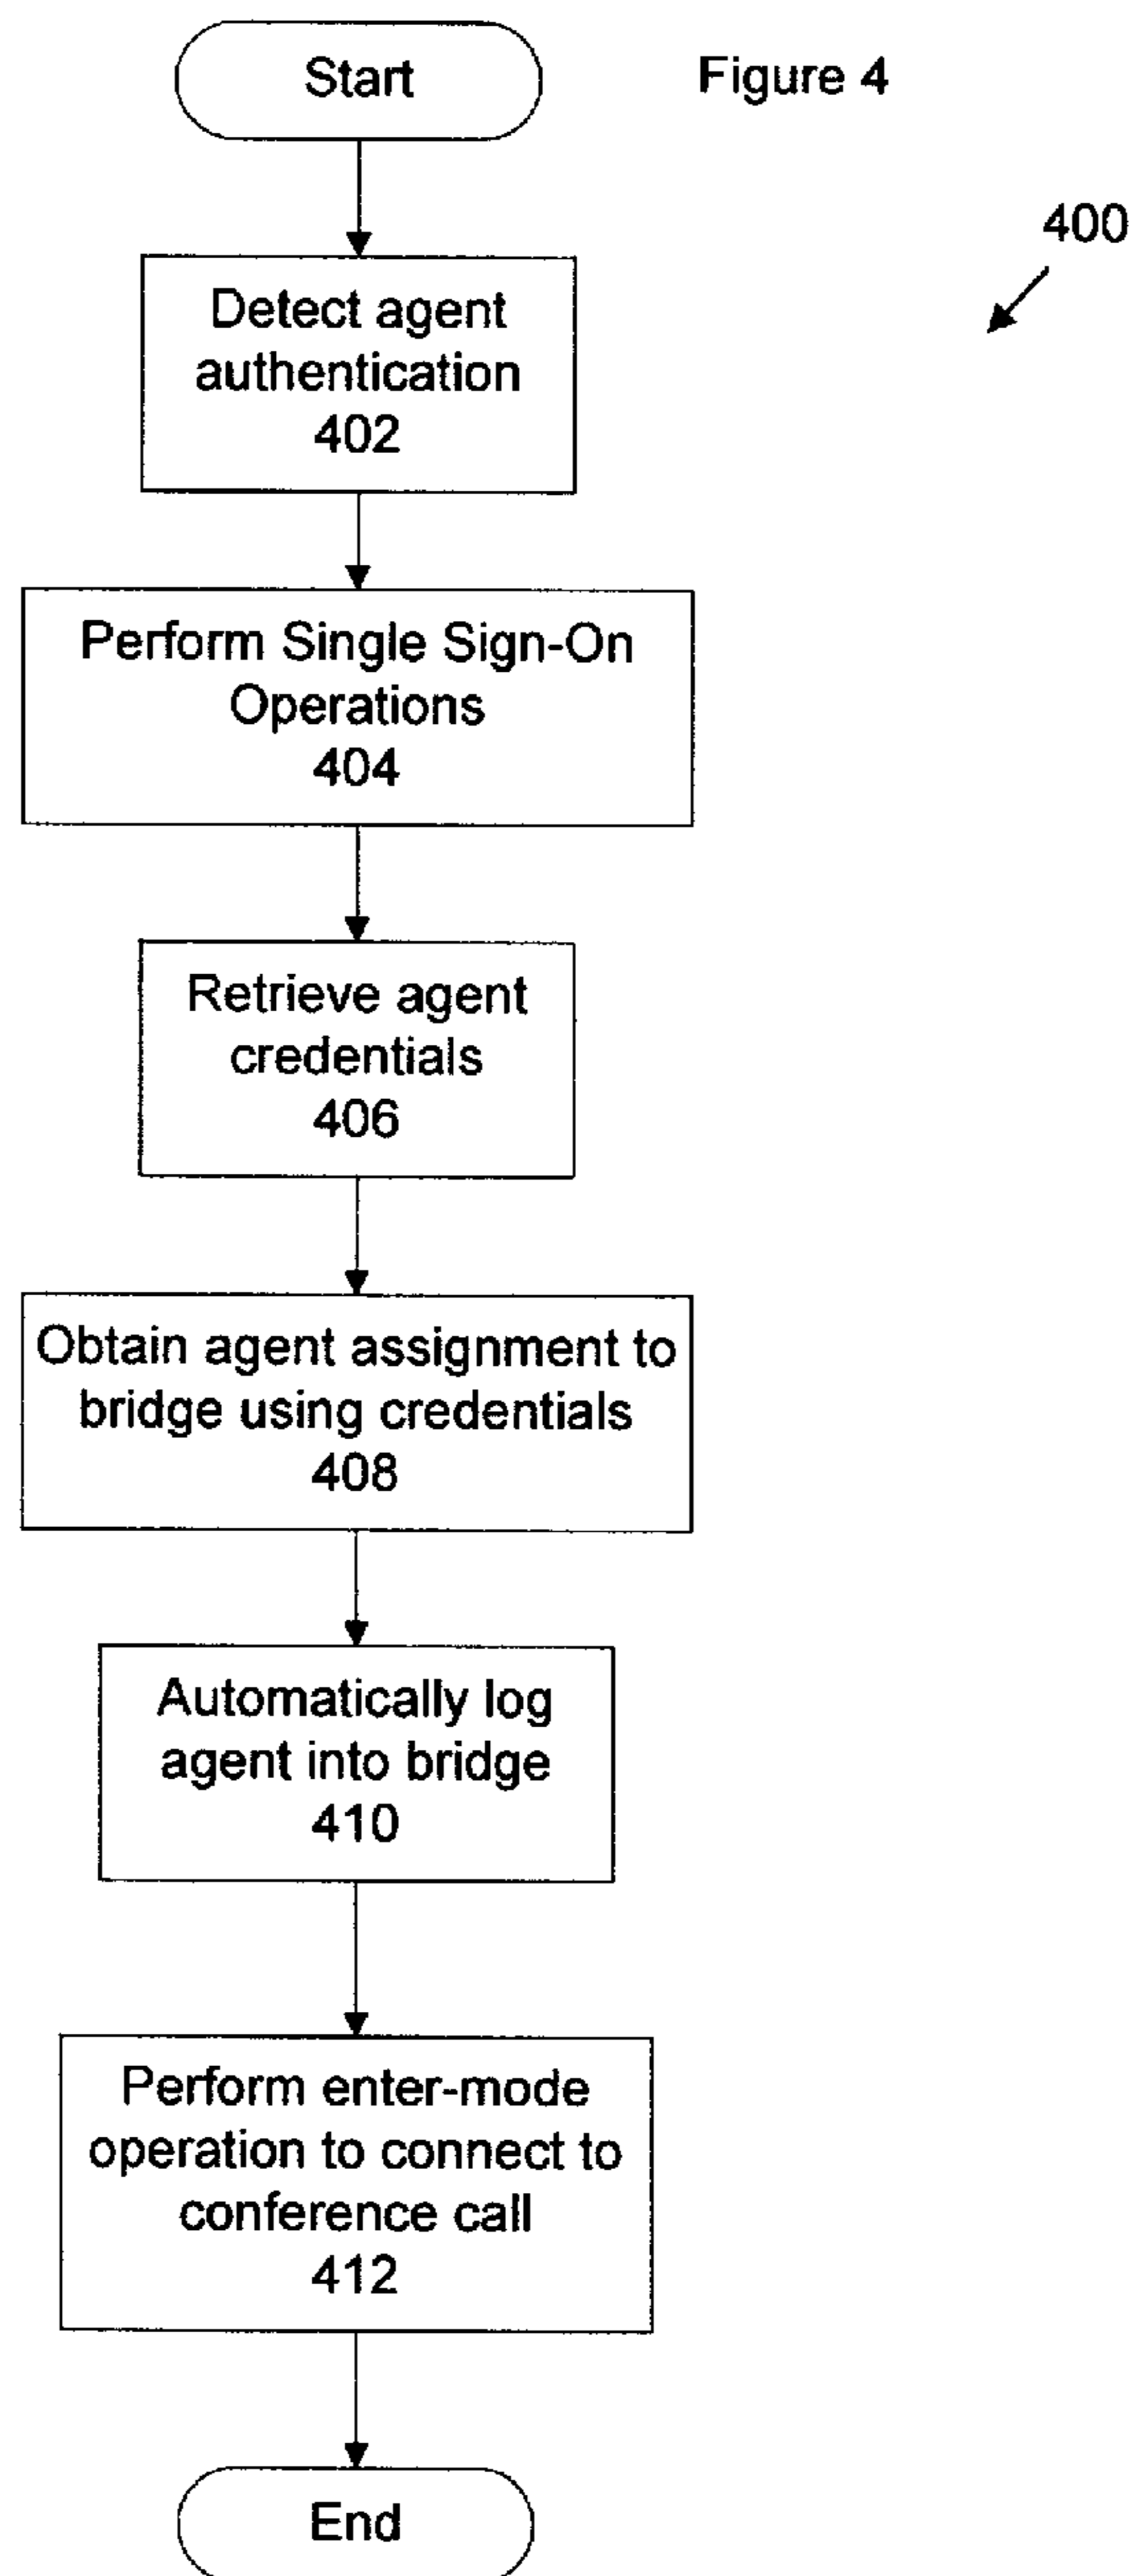 Start
Figure 4
400
Detect agent
authentication
402
Perform Single Sign-On
Operations
404
Retrieve agent
credentials
406
Obtain agent assignment to
bridge using credentials
408
Automatically log
agent into bridge
410
Perform enter-mode
operation to connect to
conference call
412
End